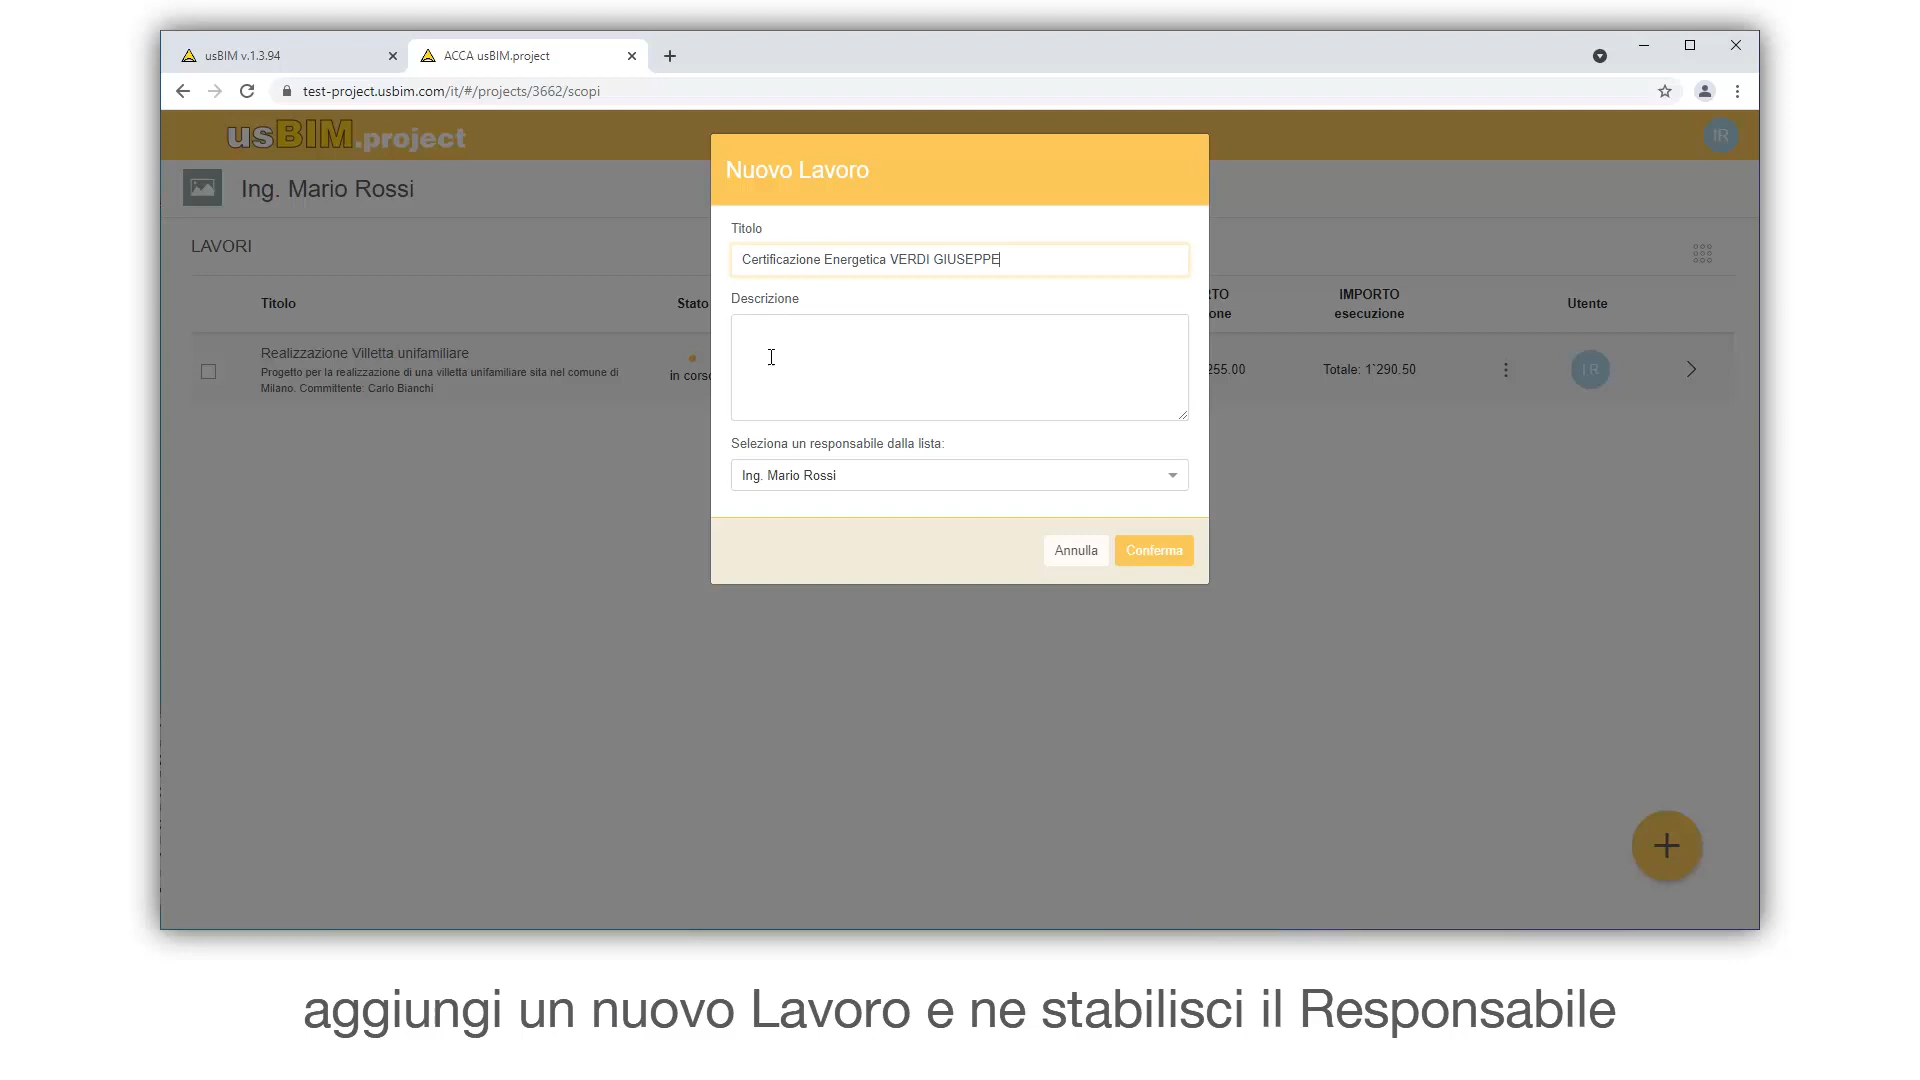 usBIM v.1.3.94
ACCA usBIM.project
test-project.usbim.com/it/#/projects/3662/scopi
usBIM.project
IR
Ing. Mario Rossi
LAVORI
Titolo
Stato
IMPORTO
esecuzione
Utente
Realizzazione Villetta unifamiliare
Progetto per la realizzazione di una villetta unifamiliare sita nel comune di
Milano. Committente: Carlo Bianchi
in corso
255.00
Totale: 1`290.50
IR
Nuovo Lavoro
Titolo
Certificazione Energetica VERDI GIUSEPPE
Descrizione
Seleziona un responsabile dalla lista:
Ing. Mario Rossi
Annulla
Conferma
aggiungi un nuovo Lavoro e ne stabilisci il Responsabile